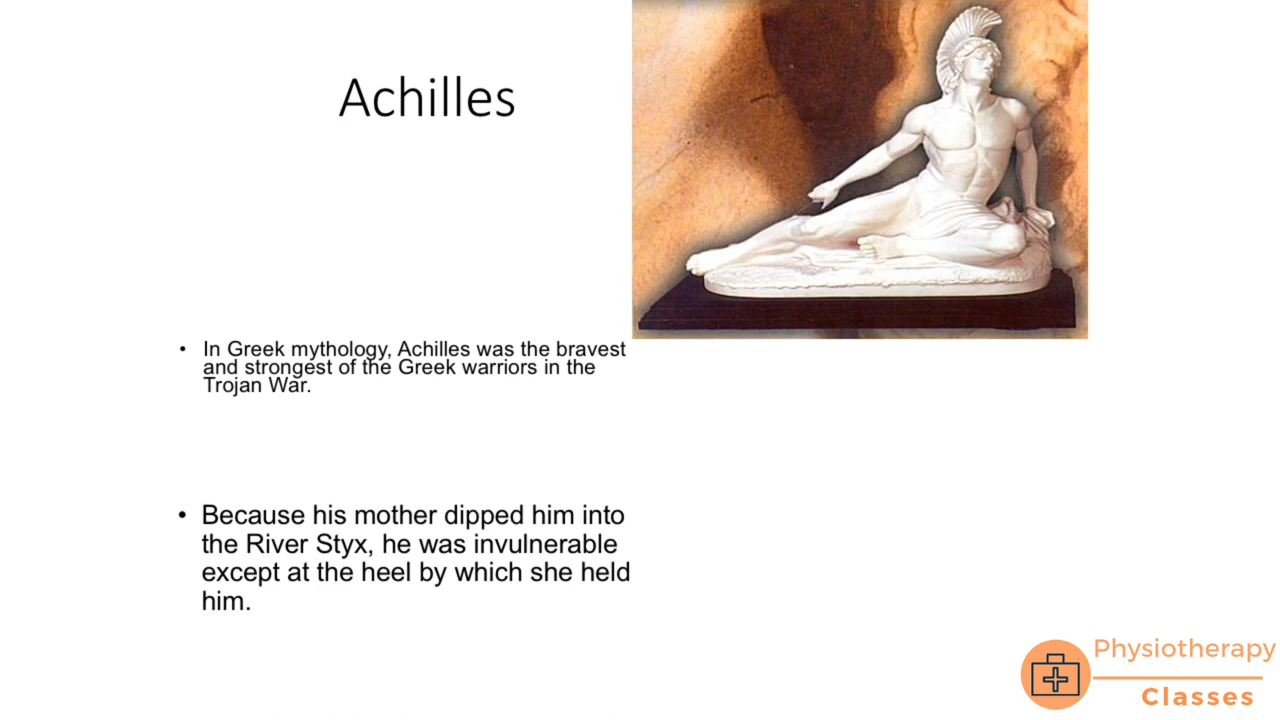 Achilles
• In Greek mythology, Achilles was the bravest
and strongest of the Greek warriors in the
Trojan War.
• Because his mother dipped him into
the River Styx, he was invulnerable
except at the heel by which she held
him.
Physiotherapy
Classes